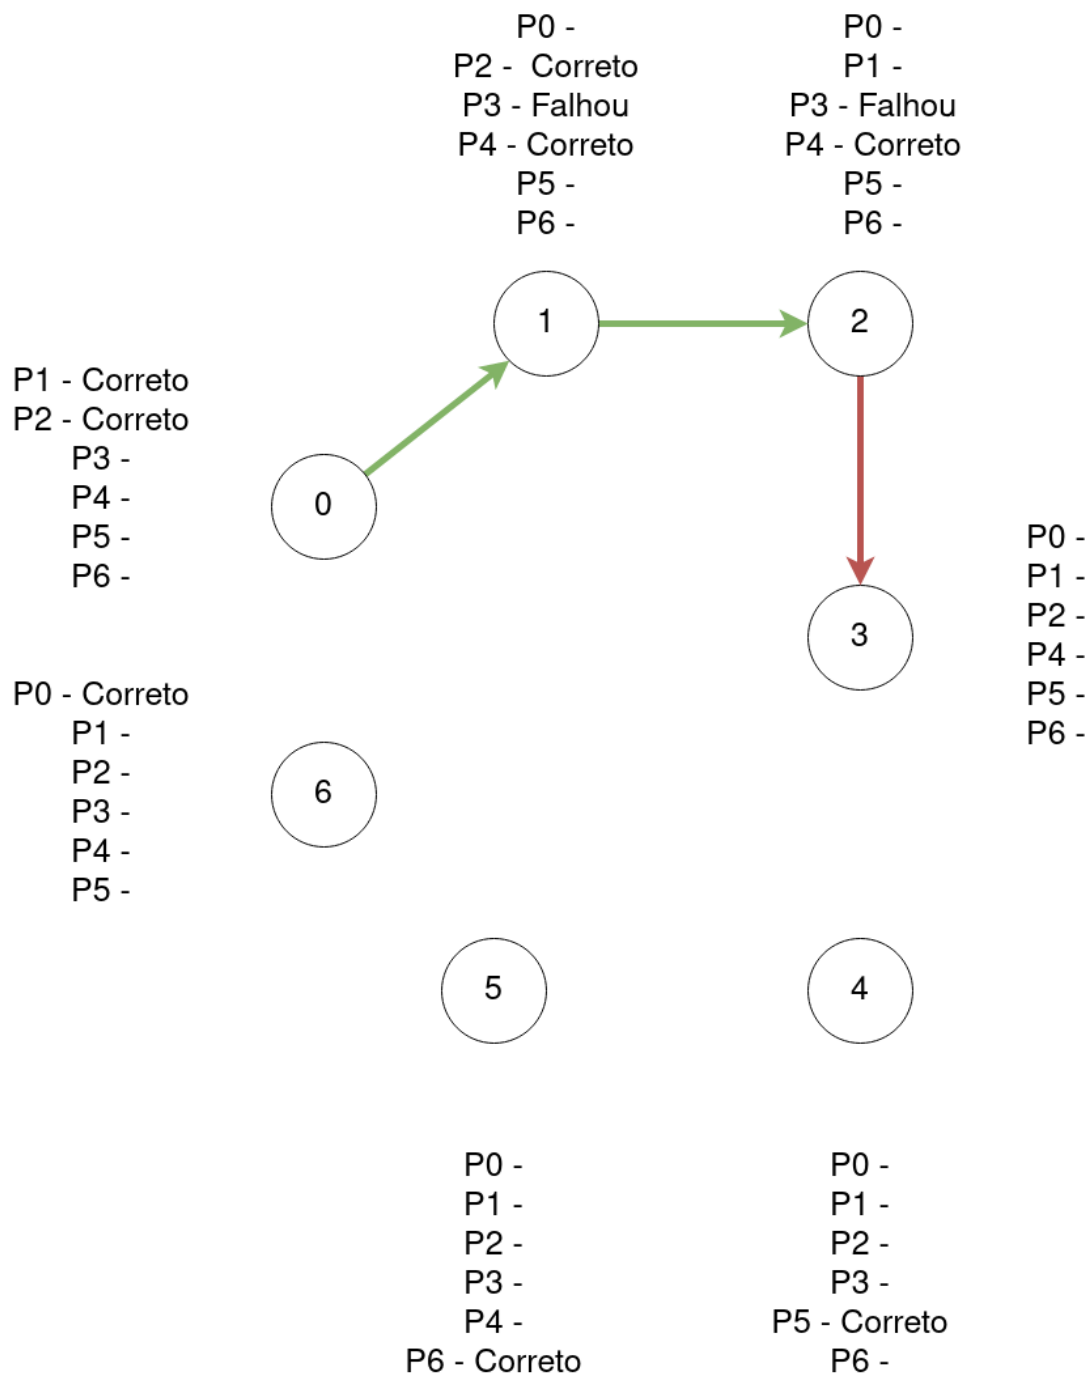 P0 -
P2 - Correto
P3 - Falhou
P4 - Correto
P5 -
P6 -
P0 -
P1 -
P3 - Falhou
P4 - Correto
P5 -
P6 -
1
2
P1 - Correto
P2 - Correto
P3 -
P4 -
P5 -
P6 -
0
3
P0 -
P1 -
P2 -
P4 -
P5 -
P6 -
P0 - Correto
P1 -
P2 -
P3 -
P4 -
P5 -
6
5
4
P0 -
P1 -
P2 -
P3 -
P4 -
P6 - Correto
P0 -
P1 -
P2 -
P3 -
P5 - Correto
P6 -